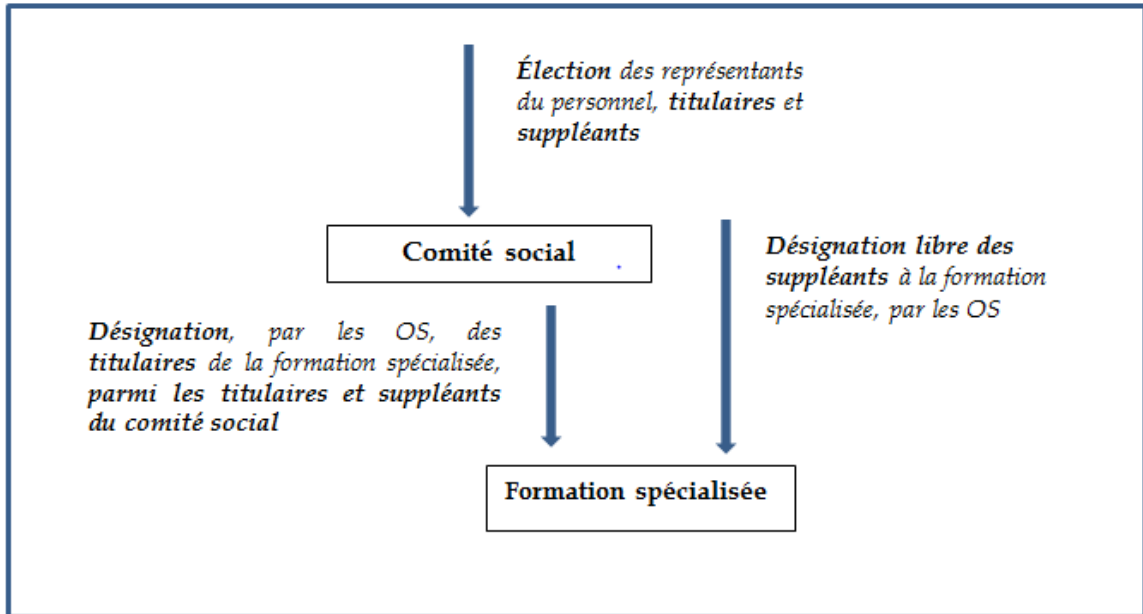 Élection des représentants
du personnel, titulaires et
suppléants
Comité social
Désignation libre des
suppléants à la formation
spécialisée, par les OS
Désignation, par les OS, des
titulaires de la formation spécialisée,
parmi les titulaires et suppléants
du comité social
Formation spécialisée